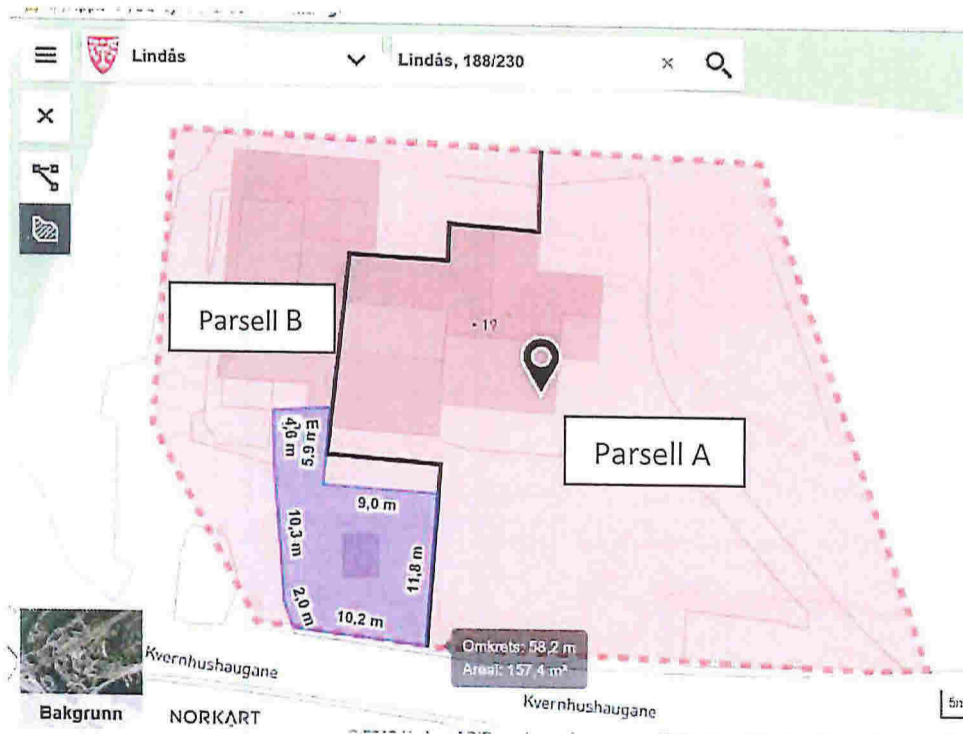 Lindås
Lindås, 188/230
Parsell B
17
Parsell A
4,6 m
5,9 m
9,0 m
10,3 m
11,8 m
2,0 m
10,2 m
Omkrets: 58,2 m
Areal: 157,4 m²
Kvernhushaugane
Kvernhushaugane
Bakgrunn
NORKART